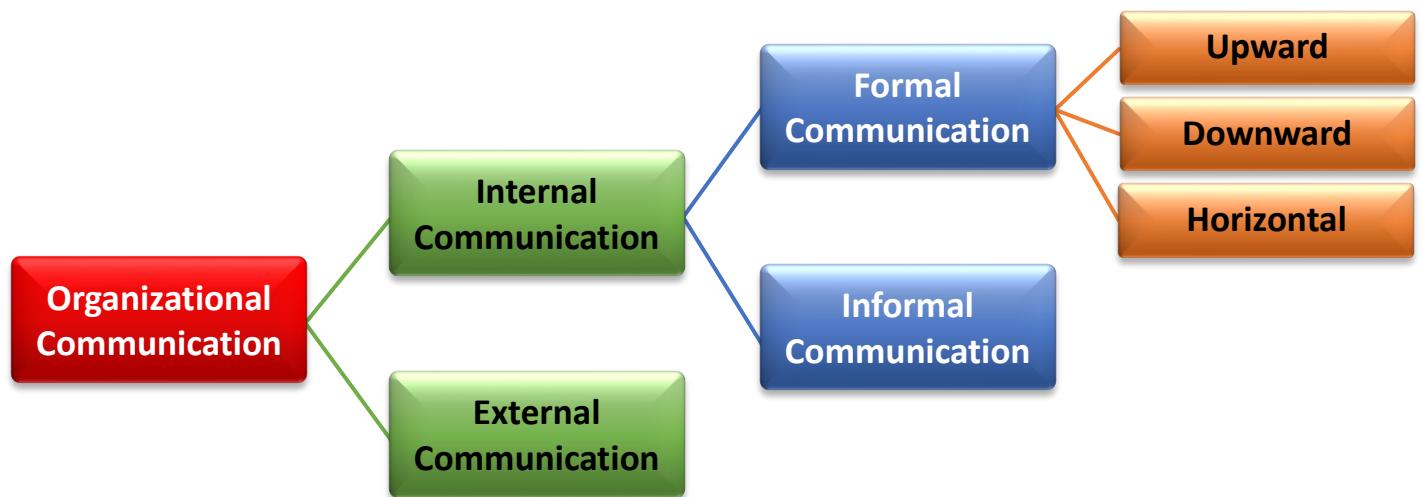 Organizational
Communication
Internal
Communication
External
Communication
Formal
Communication
Informal
Communication
Upward
Downward
Horizontal